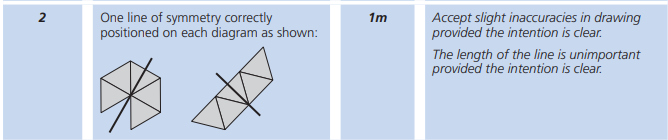 2
One line of symmetry correctly
positioned on each diagram as shown:
1m
Accept slight inaccuracies in drawing
provided the intention is clear.
The length of the line is unimportant
provided the intention is clear.